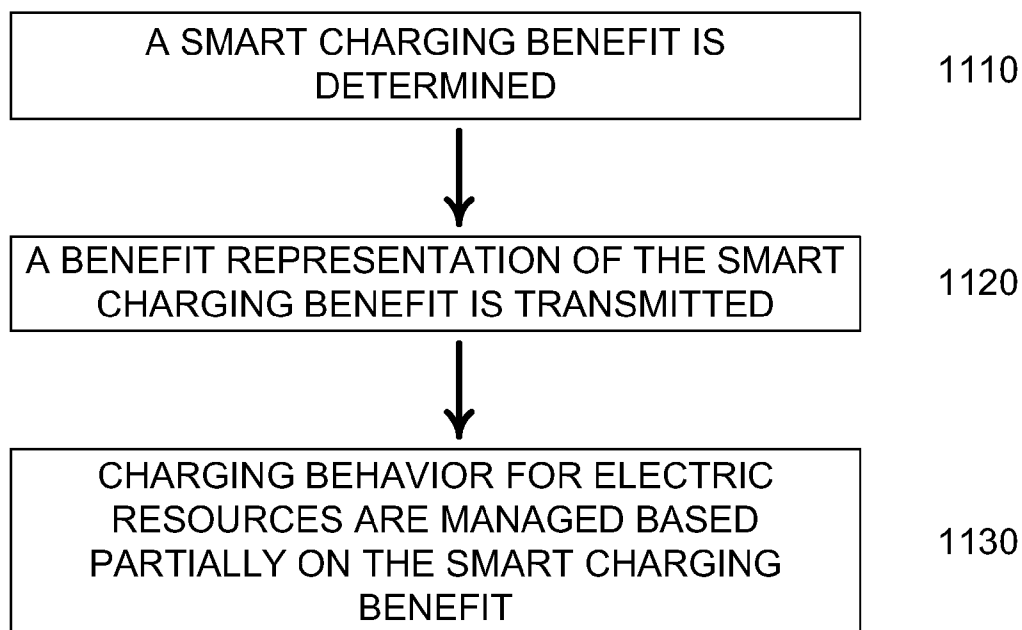 A SMART CHARGING BENEFIT IS
DETERMINED
1110
A BENEFIT REPRESENTATION OF THE SMART
CHARGING BENEFIT IS TRANSMITTED
1120
CHARGING BEHAVIOR FOR ELECTRIC
RESOURCES ARE MANAGED BASED
PARTIALLY ON THE SMART CHARGING
BENEFIT
1130